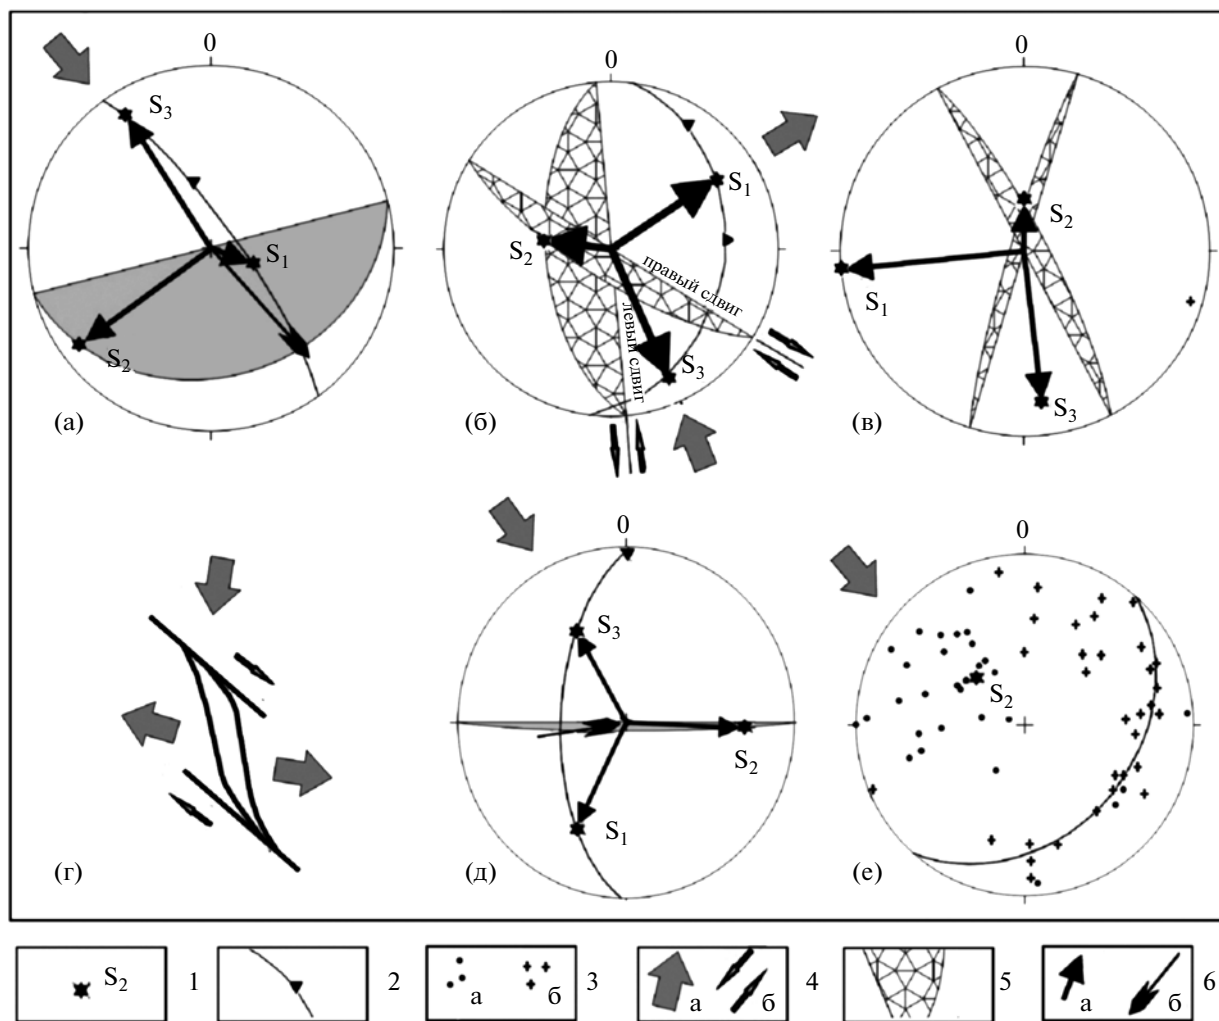 0
S3
S1
S2
(а)
0
S1
S2
правый сдвиг
левый сдвиг
S3
(б)
0
S2
S1
S3
(в)
(г)
0
S3
S2
S1
(д)
0
S2
(е)
S2
1
2
а
б
3
а
б
4
5
а
б
6